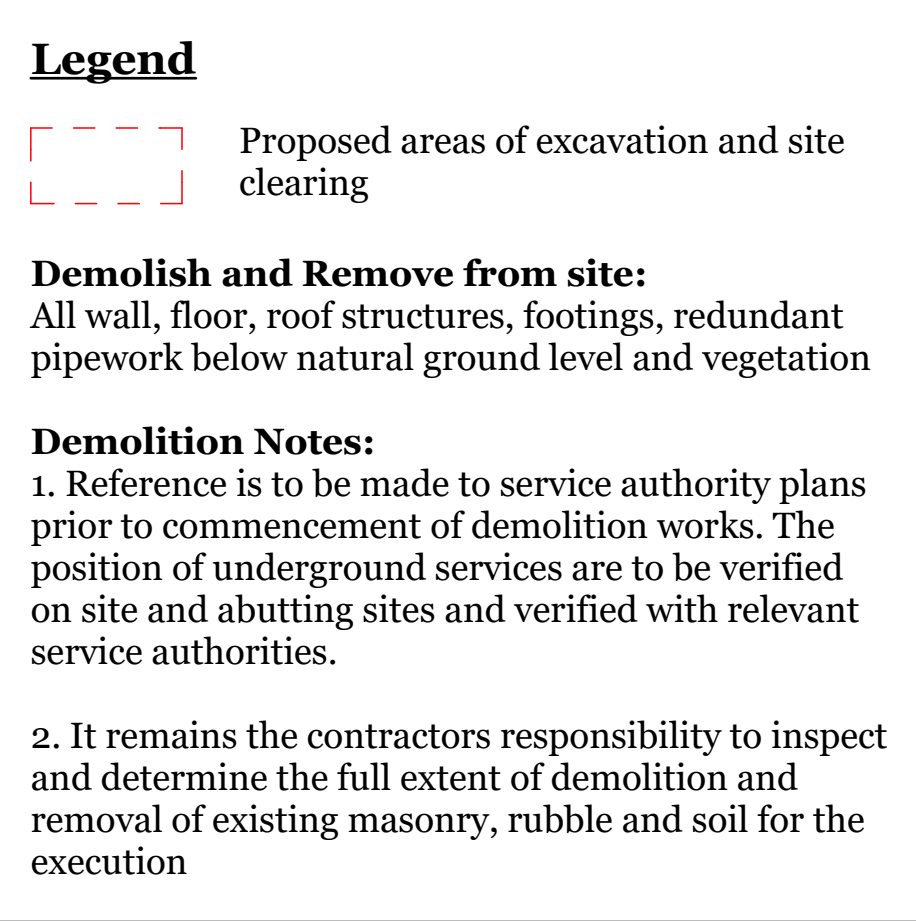 Legend
Proposed areas of excavation and site
clearing
Demolish and Remove from site:
All wall, floor, roof structures, footings, redundant
pipework below natural ground level and vegetation
Demolition Notes:
1. Reference is to be made to service authority plans
prior to commencement of demolition works. The
position of underground services are to be verified
on site and abutting sites and verified with relevant
service authorities.
2. It remains the contractors responsibility to inspect
and determine the full extent of demolition and
removal of existing masonry, rubble and soil for the
execution